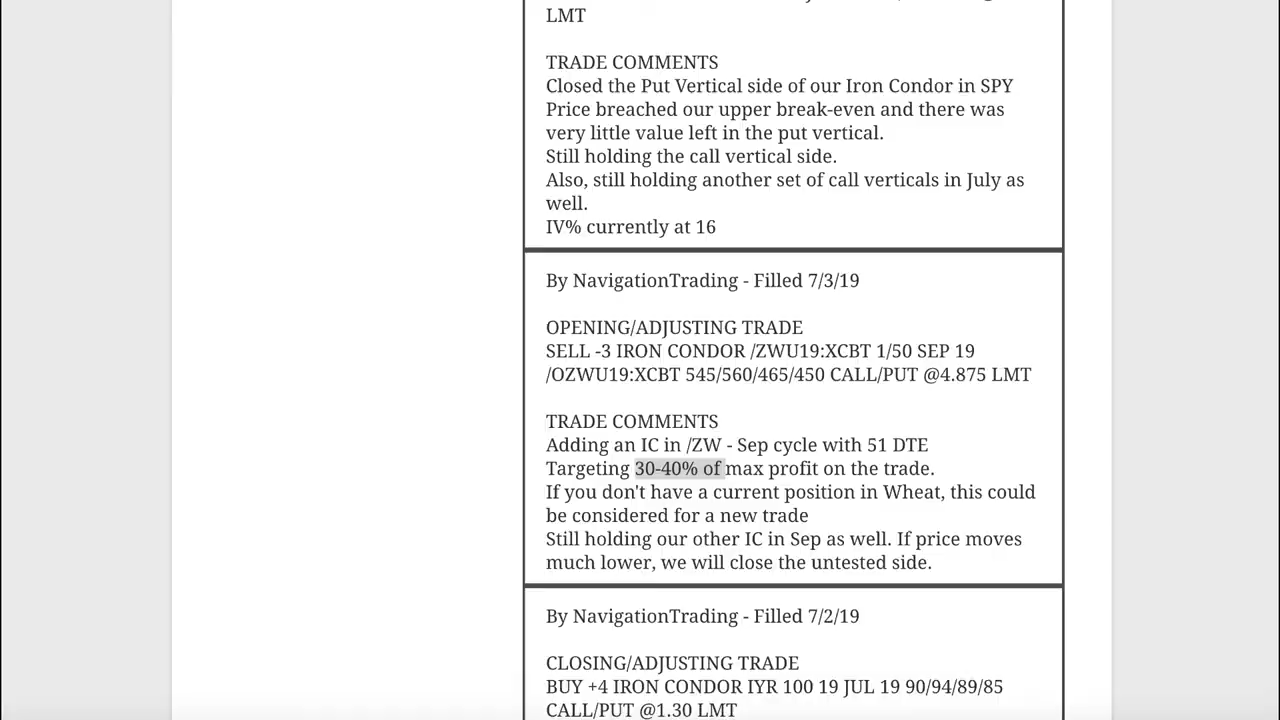 LMT
TRADE COMMENTS
Closed the Put Vertical side of our Iron Condor in SPY
Price breached our upper break-even and there was
very little value left in the put vertical.
Still holding the call vertical side.
Also, still holding another set of call verticals in July as
well.
IV% currently at 16
By NavigationTrading - Filled 7/3/19
OPENING/ADJUSTING TRADE
SELL -3 IRON CONDOR /ZWU19:XCBT 1/50 SEP 19
/OZWU19:XCBT 545/560/465/450 CALL/PUT @4.875 LMT
TRADE COMMENTS
Adding an IC in /ZW - Sep cycle with 51 DTE
Targeting 30-40% of max profit on the trade.
If you don't have a current position in Wheat, this could
be considered for a new trade
Still holding our other IC in Sep as well. If price moves
much lower, we will close the untested side.
By NavigationTrading - Filled 7/2/19
CLOSING/ADJUSTING TRADE
BUY +4 IRON CONDOR IYR 100 19 JUL 19 90/94/89/85
CALL/PUT @1.30 LMT